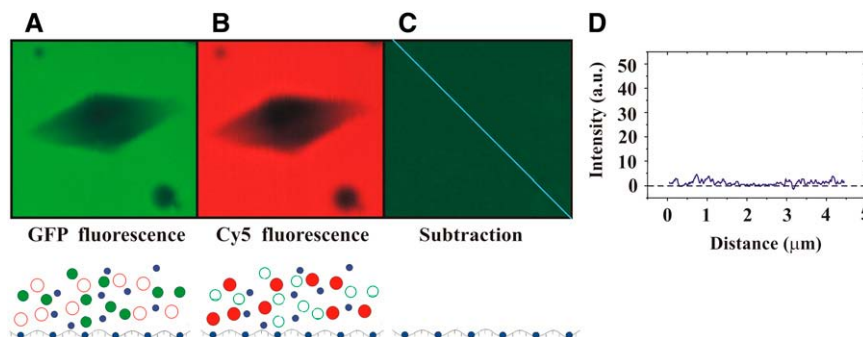 A
B
C
D
GFP fluorescence
Cy5 fluorescence
Subtraction
Intensity (a.u.)
50
40
30
20
10
0
0 1 2 3 4 5
Distance (μm)